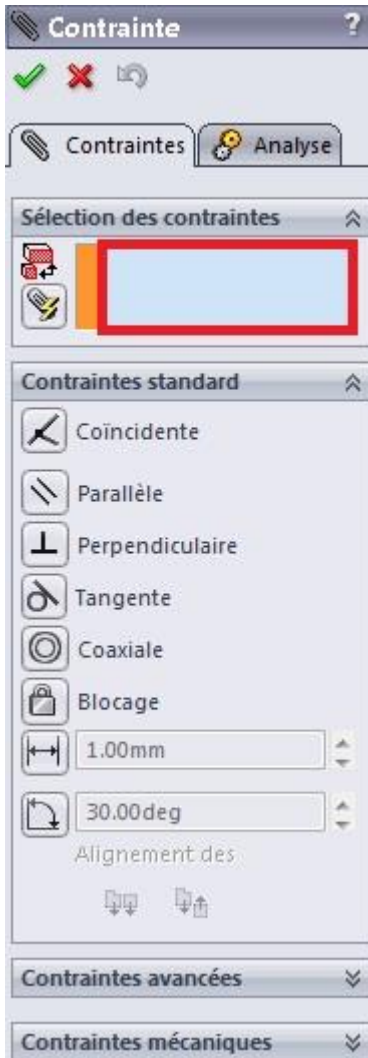 Contrainte ?
Contraintes Analyse
Sélection des contraintes
Contraintes standard
Coïncidente
Parallèle
Perpendiculaire
Tangente
Coaxiale
Blocage
1.00mm
30.00deg
Alignement des
Contraintes avancées
Contraintes mécaniques